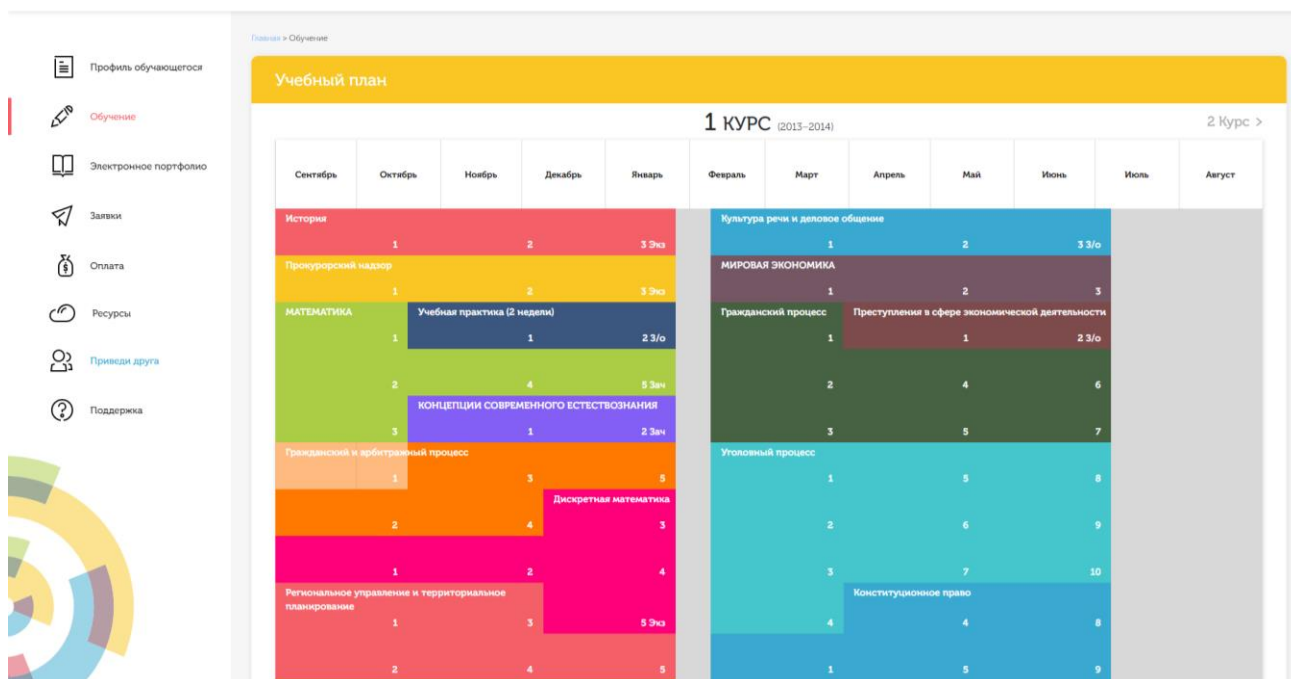 Главная > Обучение
Профиль обучающегося
Обучение
Электронное портфолио
Заявки
Оплата
Ресурсы
Приведи друга
Поддержка
Учебный план
1 КУРС (2013–2014)
2 Курс >
Сентябрь Октябрь Ноябрь Декабрь Январь Февраль Март Апрель Май Июнь Июль Август
История Культура речи и деловое общение
1 2 3 Экз 1 2 3 З/о
Прокурорский надзор МИРОВАЯ ЭКОНОМИКА
1 2 3 Экз 1 2 3
МАТЕМАТИКА Учебная практика (2 недели) Гражданский процесс Преступления в сфере экономической деятельности
1 1 2 З/о 1 1 2 З/о
2 4 5 Зач 2 4 6
КОНЦЕПЦИИ СОВРЕМЕННОГО ЕСТЕСТВОЗНАНИЯ
3 1 2 Зач 3 5 7
Гражданский и арбитражный процесс Уголовный процесс
1 3 5 1 5 8
Дискретная математика
2 4 3 2 6 9
1 2 4 3 7 10
Региональное управление и территориальное Конституционное право
планирование
1 3 5 Экз 4 4 8
2 4 5 1 5 9